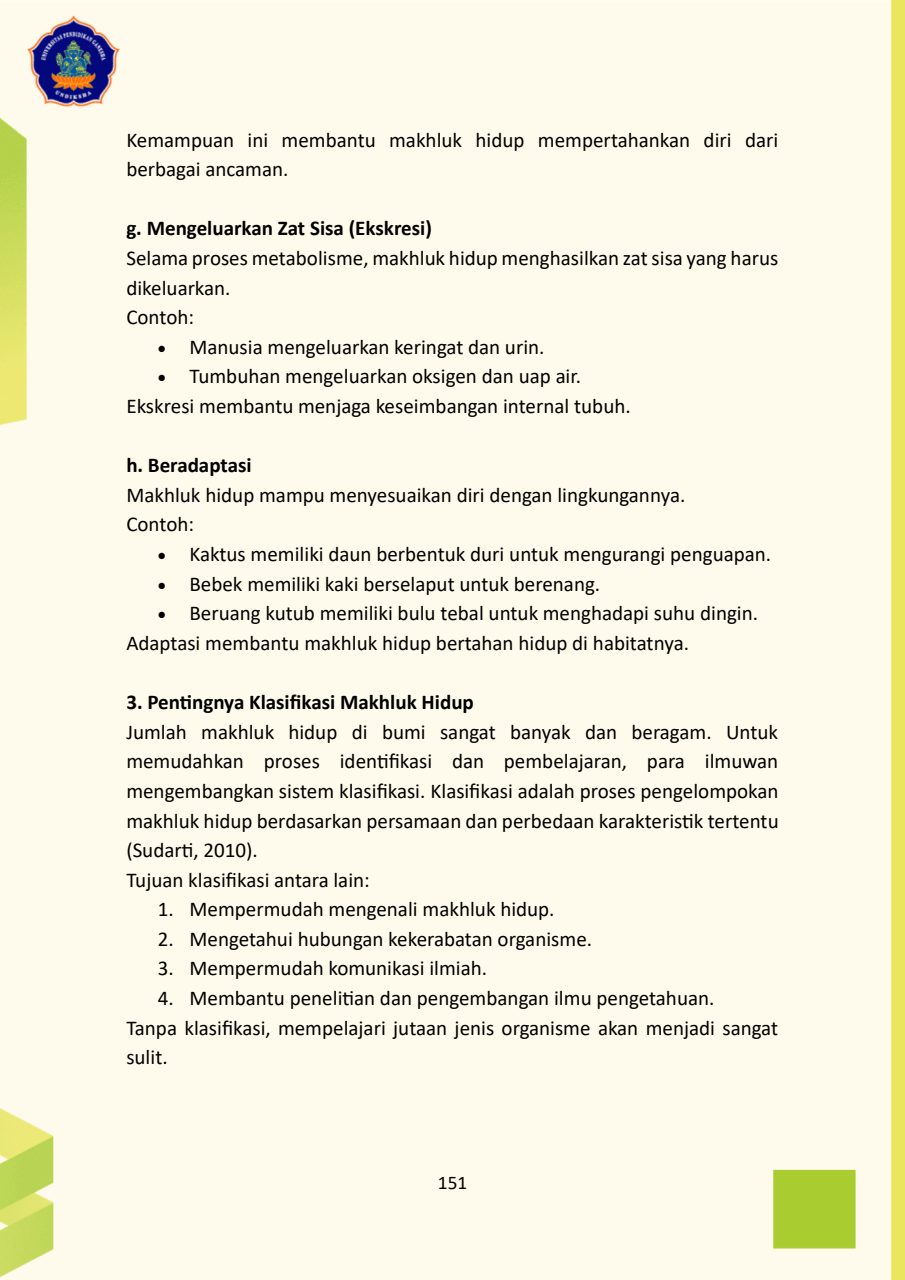 UNIVERSITAS PENDIDIKAN GANESHA
UNDIKSHA
Kemampuan ini membantu makhluk hidup mempertahankan diri dari
berbagai ancaman.
g. Mengeluarkan Zat Sisa (Ekskresi)
Selama proses metabolisme, makhluk hidup menghasilkan zat sisa yang harus
dikeluarkan.
Contoh:
• Manusia mengeluarkan keringat dan urin.
• Tumbuhan mengeluarkan oksigen dan uap air.
Ekskresi membantu menjaga keseimbangan internal tubuh.
h. Beradaptasi
Makhluk hidup mampu menyesuaikan diri dengan lingkungannya.
Contoh:
• Kaktus memiliki daun berbentuk duri untuk mengurangi penguapan.
• Bebek memiliki kaki berselaput untuk berenang.
• Beruang kutub memiliki bulu tebal untuk menghadapi suhu dingin.
Adaptasi membantu makhluk hidup bertahan hidup di habitatnya.
3. Pentingnya Klasifikasi Makhluk Hidup
Jumlah makhluk hidup di bumi sangat banyak dan beragam. Untuk
memudahkan proses identifikasi dan pembelajaran, para ilmuwan
mengembangkan sistem klasifikasi. Klasifikasi adalah proses pengelompokan
makhluk hidup berdasarkan persamaan dan perbedaan karakteristik tertentu
(Sudarti, 2010).
Tujuan klasifikasi antara lain:
1. Mempermudah mengenali makhluk hidup.
2. Mengetahui hubungan kekerabatan organisme.
3. Mempermudah komunikasi ilmiah.
4. Membantu penelitian dan pengembangan ilmu pengetahuan.
Tanpa klasifikasi, mempelajari jutaan jenis organisme akan menjadi sangat
sulit.
151